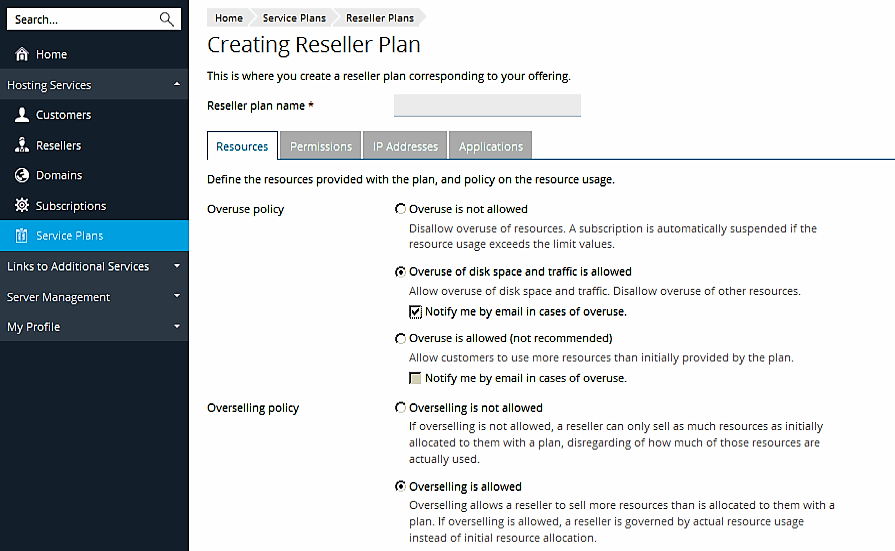 Search...
Home
Hosting Services
Customers
Resellers
Domains
Subscriptions
Service Plans
Links to Additional Services
Server Management
My Profile
Home Service Plans Reseller Plans
Creating Reseller Plan
This is where you create a reseller plan corresponding to your offering.
Reseller plan name *
Resources Permissions IP Addresses Applications
Define the resources provided with the plan, and policy on the resource usage.
Overuse policy
Overuse is not allowed
Disallow overuse of resources. A subscription is automatically suspended if the
resource usage exceeds the limit values.
Overuse of disk space and traffic is allowed
Allow overuse of disk space and traffic. Disallow overuse of other resources.
Notify me by email in cases of overuse.
Overuse is allowed (not recommended)
Allow customers to use more resources than initially provided by the plan.
Notify me by email in cases of overuse.
Overselling policy
Overselling is not allowed
If overselling is not allowed, a reseller can only sell as much resources as initially
allocated to them with a plan, disregarding of how much of those resources are
actually used.
Overselling is allowed
Overselling allows a reseller to sell more resources than is allocated to them with a
plan. If overselling is allowed, a reseller is governed by actual resource usage
instead of initial resource allocation.